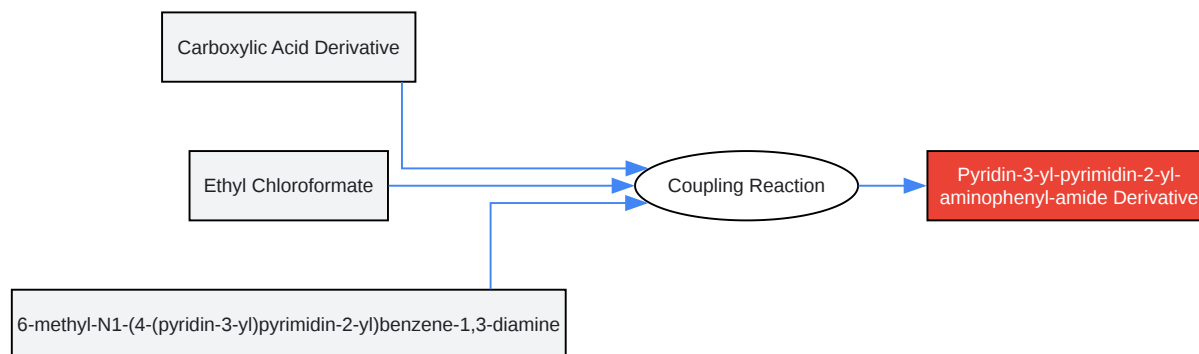 Carboxylic Acid Derivative
Ethyl Chloroformate
Coupling Reaction
Pyridin-3-yl-pyrimidin-2-yl-
aminophenyl-amide Derivative
6-methyl-N1-(4-(pyridin-3-yl)pyrimidin-2-yl)benzene-1,3-diamine